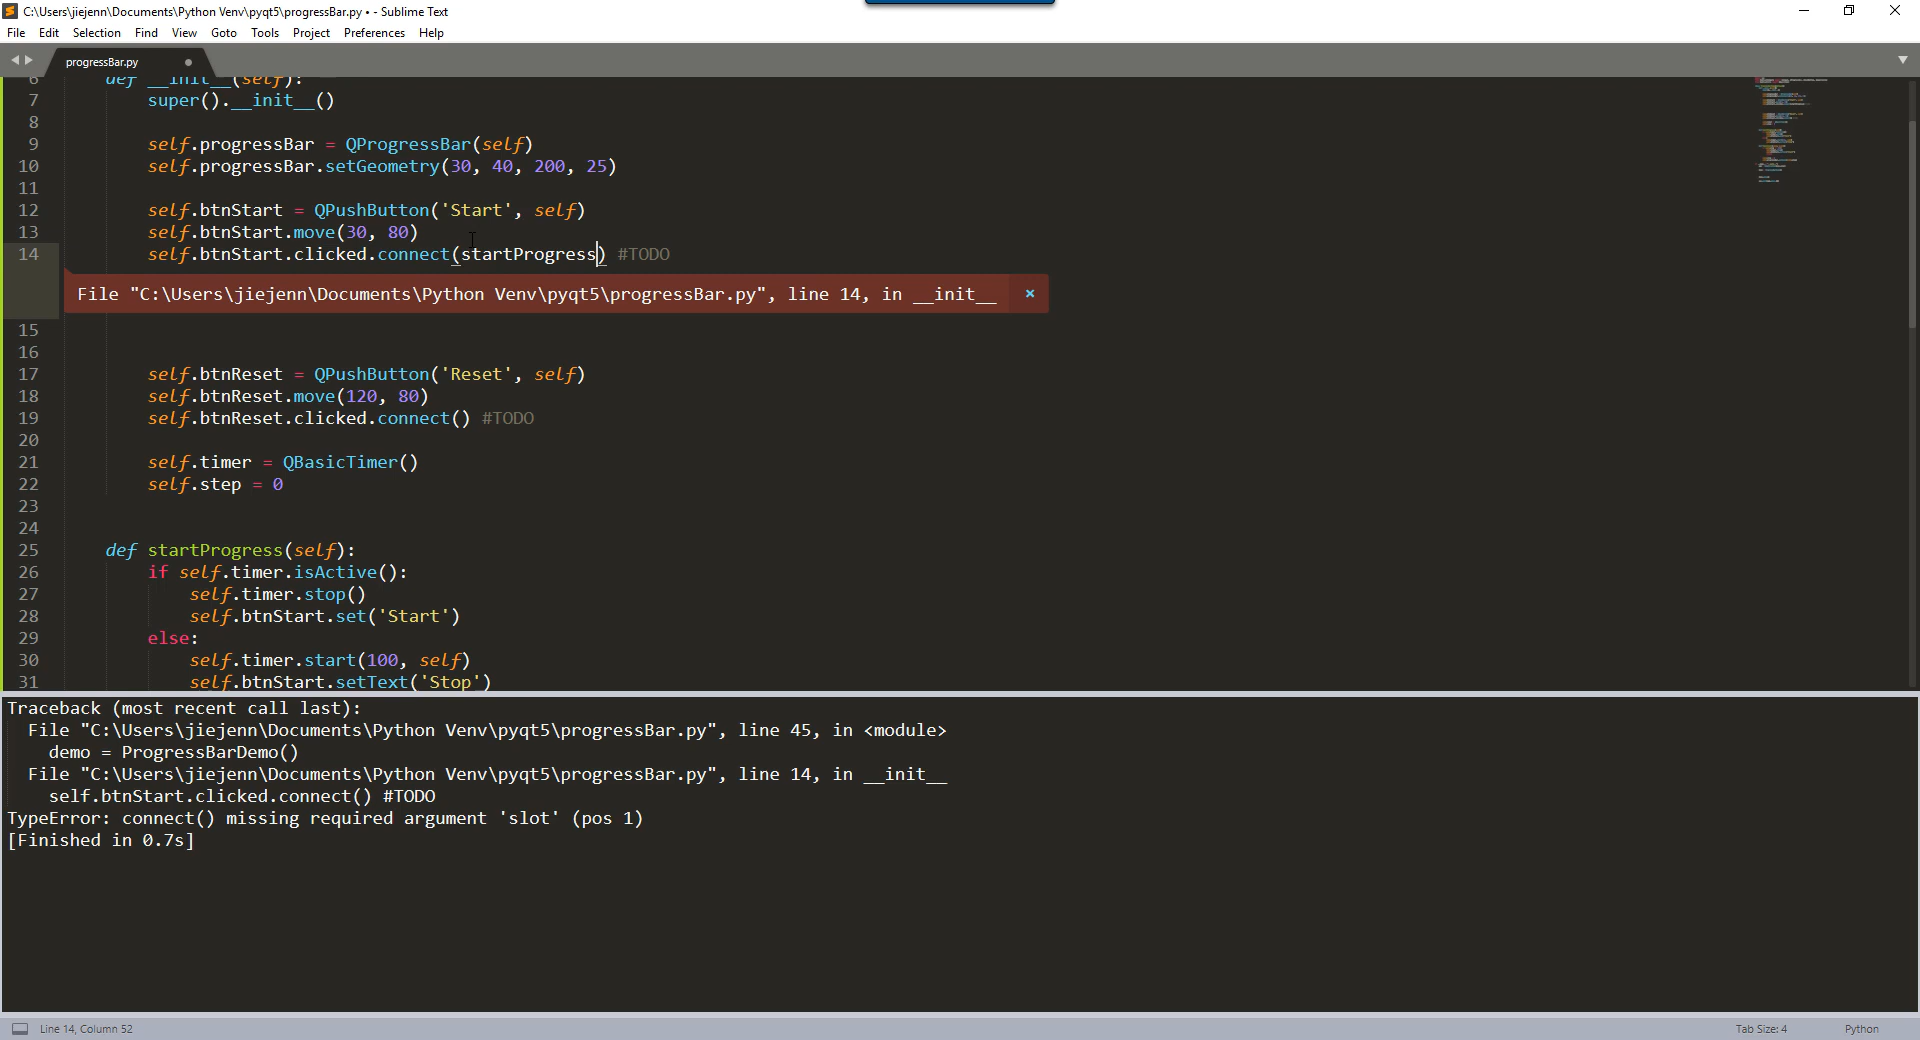 C:\Users\jiejenn\Documents\Python Venv\pyqt5\progressBar.py • - Sublime Text
File Edit Selection Find View Goto Tools Project Preferences Help
progressBar.py
6 def __init__(self):
7 super().__init__()
8
9 self.progressBar = QProgressBar(self)
10 self.progressBar.setGeometry(30, 40, 200, 25)
11
12 self.btnStart = QPushButton('Start', self)
13 self.btnStart.move(30, 80)
14 self.btnStart.clicked.connect(startProgress) #TODO
File "C:\Users\jiejenn\Documents\Python Venv\pyqt5\progressBar.py", line 14, in __init__ ×
15
16
17 self.btnReset = QPushButton('Reset', self)
18 self.btnReset.move(120, 80)
19 self.btnReset.clicked.connect() #TODO
20
21 self.timer = QBasicTimer()
22 self.step = 0
23
24
25 def startProgress(self):
26 if self.timer.isActive():
27 self.timer.stop()
28 self.btnStart.set('Start')
29 else:
30 self.timer.start(100, self)
31 self.btnStart.setText('Stop')
Traceback (most recent call last):
File "C:\Users\jiejenn\Documents\Python Venv\pyqt5\progressBar.py", line 45, in <module>
demo = ProgressBarDemo()
File "C:\Users\jiejenn\Documents\Python Venv\pyqt5\progressBar.py", line 14, in __init__
self.btnStart.clicked.connect() #TODO
TypeError: connect() missing required argument 'slot' (pos 1)
[Finished in 0.7s]
Line 14, Column 52 Tab Size: 4 Python